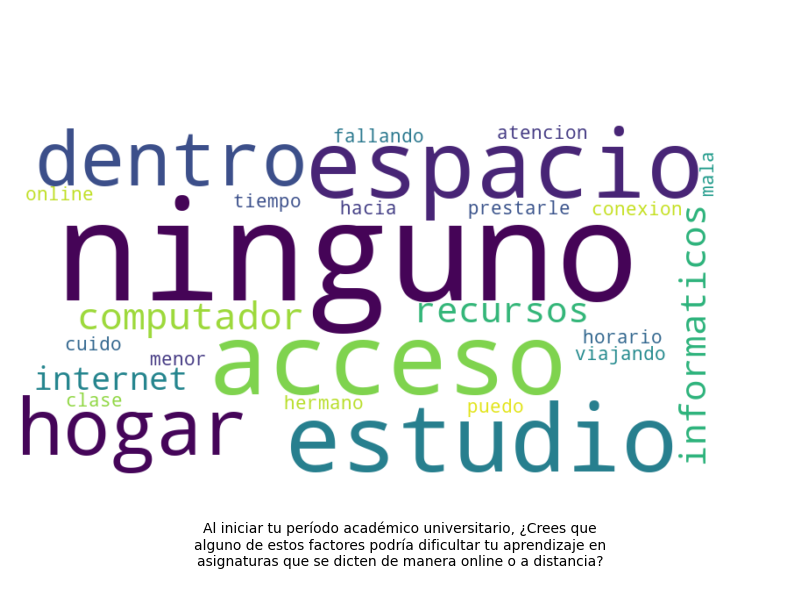 fallando
atencion
dentro
espacio
mala
online
tiempo
hacia
prestarle
conexion
ninguno
informaticos
computador
recursos
cuido
horario
menor
acceso
viajando
internet
clase
hermano
puedo
hogar
estudio
Al iniciar tu período académico universitario, ¿Crees que
alguno de estos factores podría dificultar tu aprendizaje en
asignaturas que se dicten de manera online o a distancia?